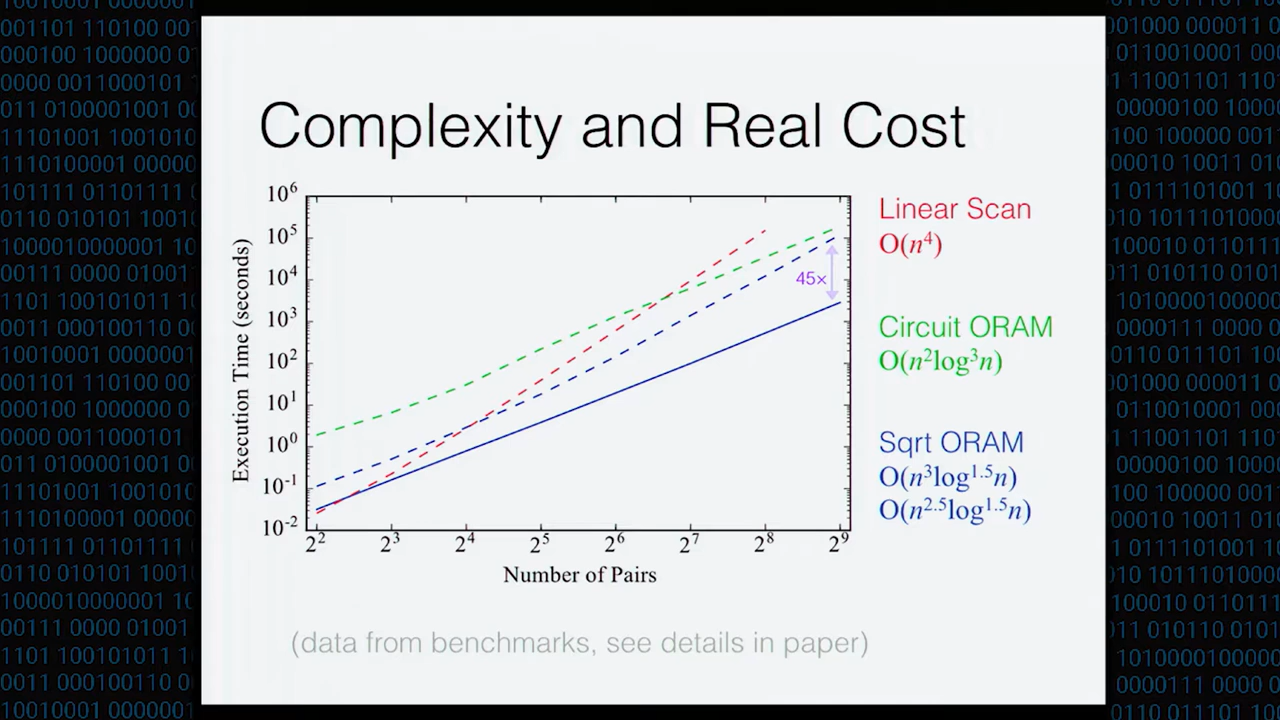 Complexity and Real Cost
10⁶
10⁵
10⁴
10³
10²
10¹
10⁰
10⁻¹
10⁻²
Execution Time (seconds)
2² 2³ 2⁴ 2⁵ 2⁶ 2⁷ 2⁸ 2⁹
Number of Pairs
45×
Linear Scan
O(n⁴)
Circuit ORAM
O(n²log³n)
Sqrt ORAM
O(n³log¹·⁵n)
O(n²·⁵log¹·⁵n)
(data from benchmarks, see details in paper)